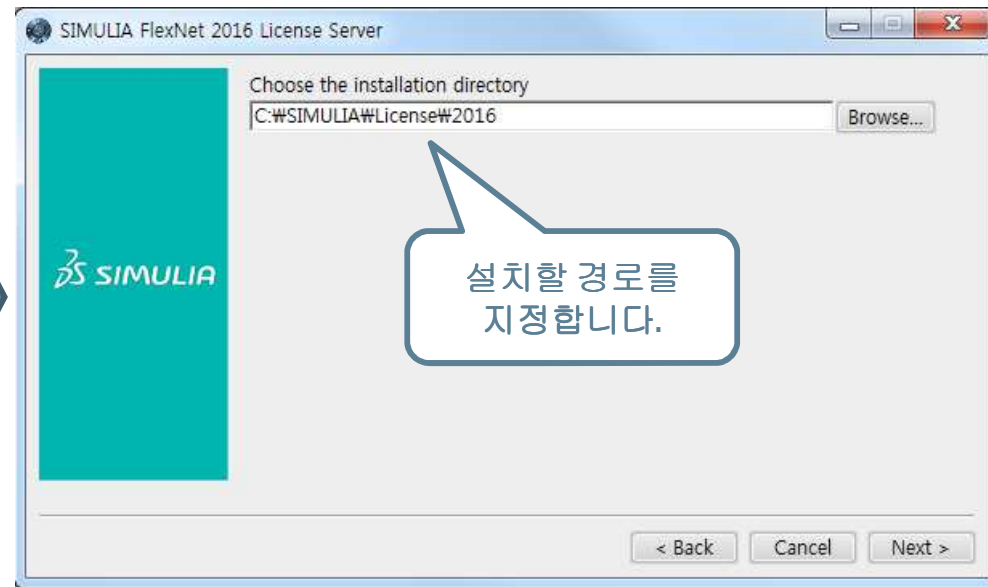 SIMULIA FlexNet 2016 License Server
Choose the installation directory
C:₩SIMULIA₩License₩2016
Browse...
설치할 경로를
지정합니다.
3DS SIMULIA
< Back
Cancel
Next >